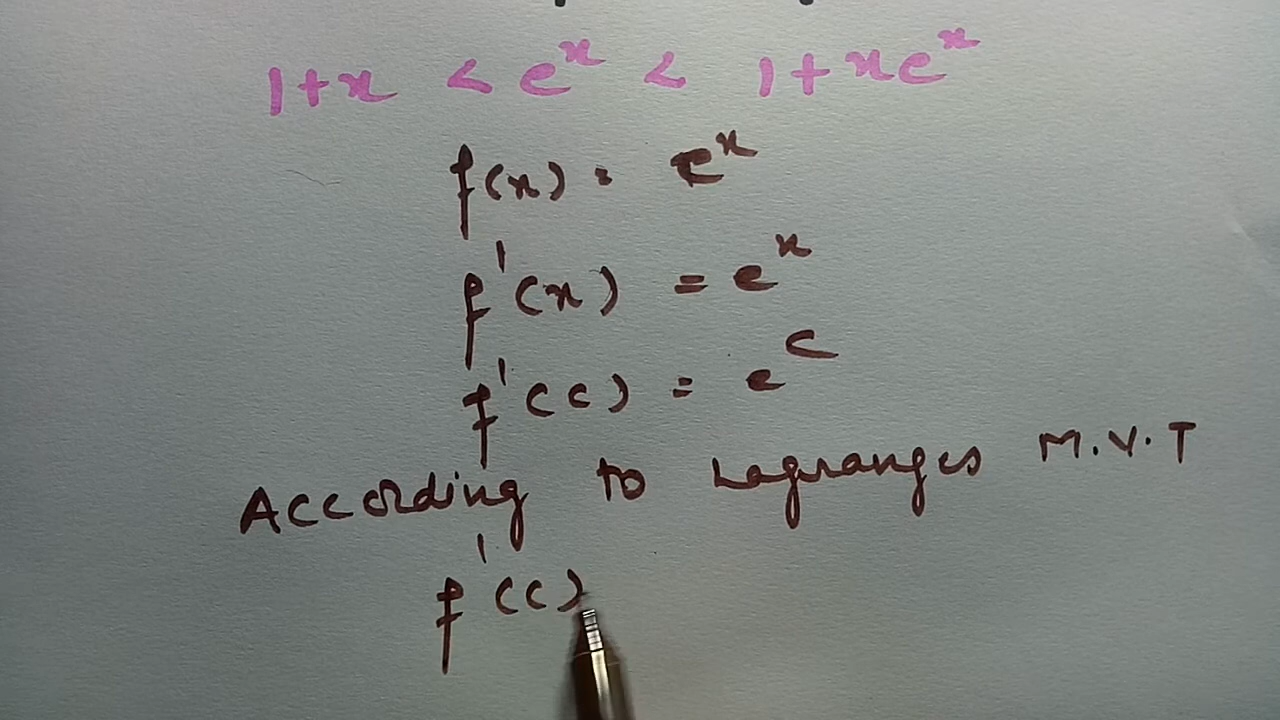 1+x < e^x < 1+xe^x
f(x) = e^x
f'(x) = e^x
f'(c) = e^c
According to Lagranges M.V.T
f'(c)